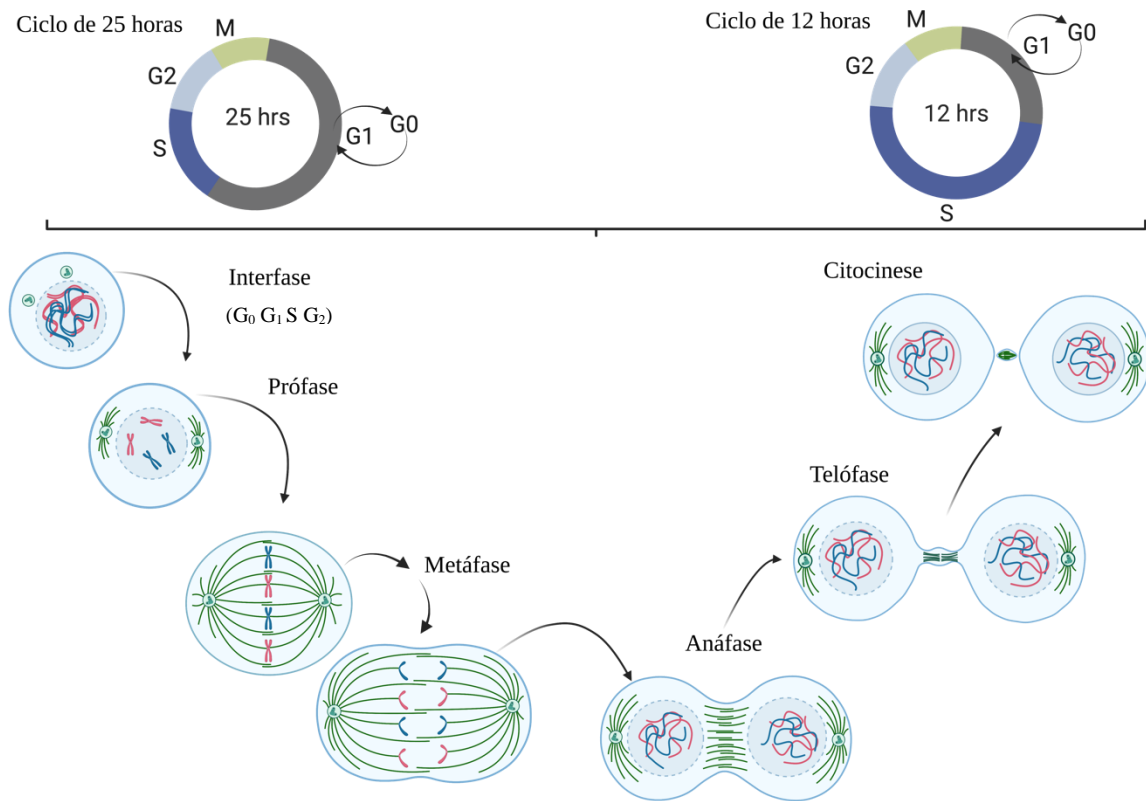 Ciclo de 25 horas
M
G2
25 hrs
G1
G0
S
Ciclo de 12 horas
M
G0
G1
G2
12 hrs
S
Interfase
(G₀ G₁ S G₂)
Prófase
Metáfase
Anáfase
Telófase
Citocinese